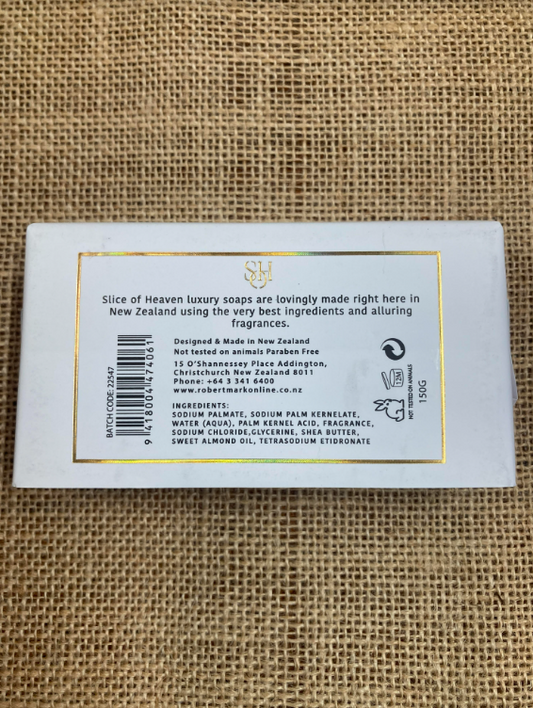 SOH
Slice of Heaven luxury soaps are lovingly made right here in
New Zealand using the very best ingredients and alluring
fragrances.
Designed & Made in New Zealand
Not tested on animals Paraben Free
15 O'Shannessey Place Addington,
Christchurch New Zealand 8011
Phone: +64 3 341 6400
www.robertmarkonline.co.nz
INGREDIENTS:
SODIUM PALMATE, SODIUM PALM KERNELATE,
WATER (AQUA), PALM KERNEL ACID, FRAGRANCE,
SODIUM CHLORIDE,GLYCERINE, SHEA BUTTER,
SWEET ALMOND OIL, TETRASODIUM ETIDRONATE
BATCH CODE: 22547
9 418004 474061
12M
NOT TESTED ON ANIMALS
150G